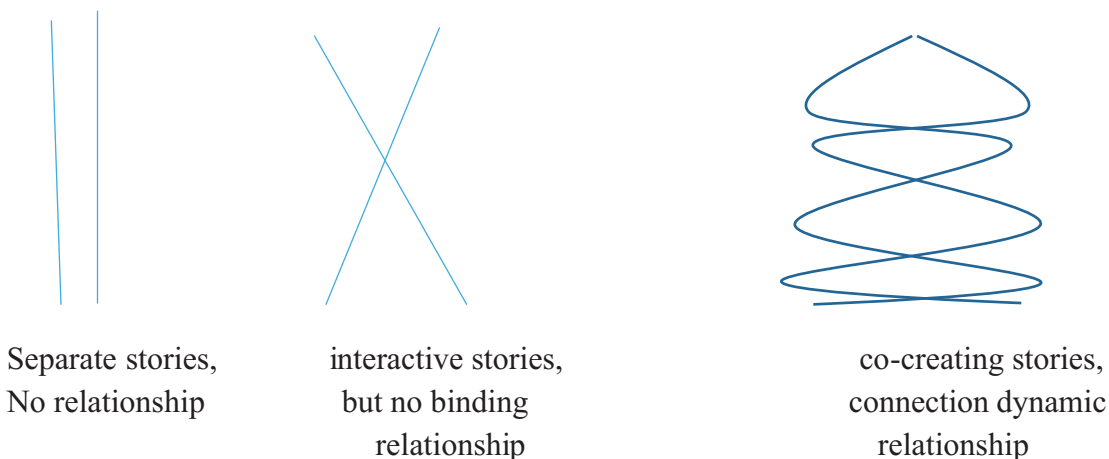 Separate stories,
No relationship
interactive stories,
but no binding
relationship
co-creating stories,
connection dynamic
relationship